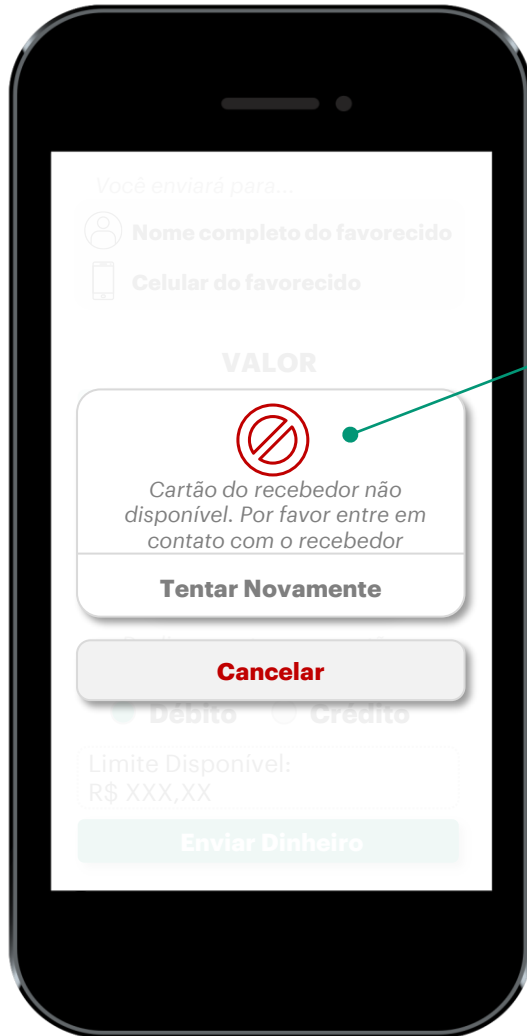 Você enviará para...
Nome completo do favorecido
Celular do favorecido
VALOR
Cartão do recebedor não
disponível. Por favor entre em
contato com o recebedor
Tentar Novamente
Cancelar
Débito
Crédito
Limite Disponível:
R$ XXX,XX
Enviar Dinheiro